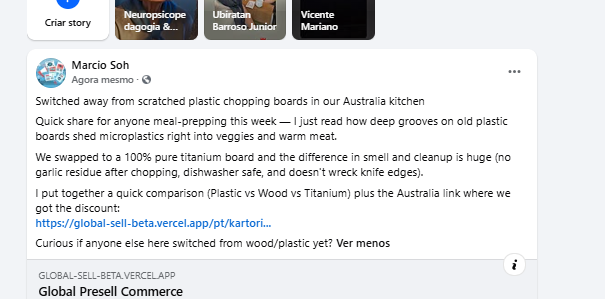 Criar story
Neuropsicope
dagogia &...
Ubiratan
Barroso Junior
Vicente
Mariano
Marcio Soh
Agora mesmo ·
Switched away from scratched plastic chopping boards in our Australia kitchen
Quick share for anyone meal-prepping this week — I just read how deep grooves on old plastic
boards shed microplastics right into veggies and warm meat.
We swapped to a 100% pure titanium board and the difference in smell and cleanup is huge (no
garlic residue after chopping, dishwasher safe, and doesn't wreck knife edges).
I put together a quick comparison (Plastic vs Wood vs Titanium) plus the Australia link where we
got the discount:
https://global-sell-beta.vercel.app/pt/kartori...
Curious if anyone else here switched from wood/plastic yet? Ver menos
GLOBAL-SELL-BETA.VERCEL.APP
Global Presell Commerce